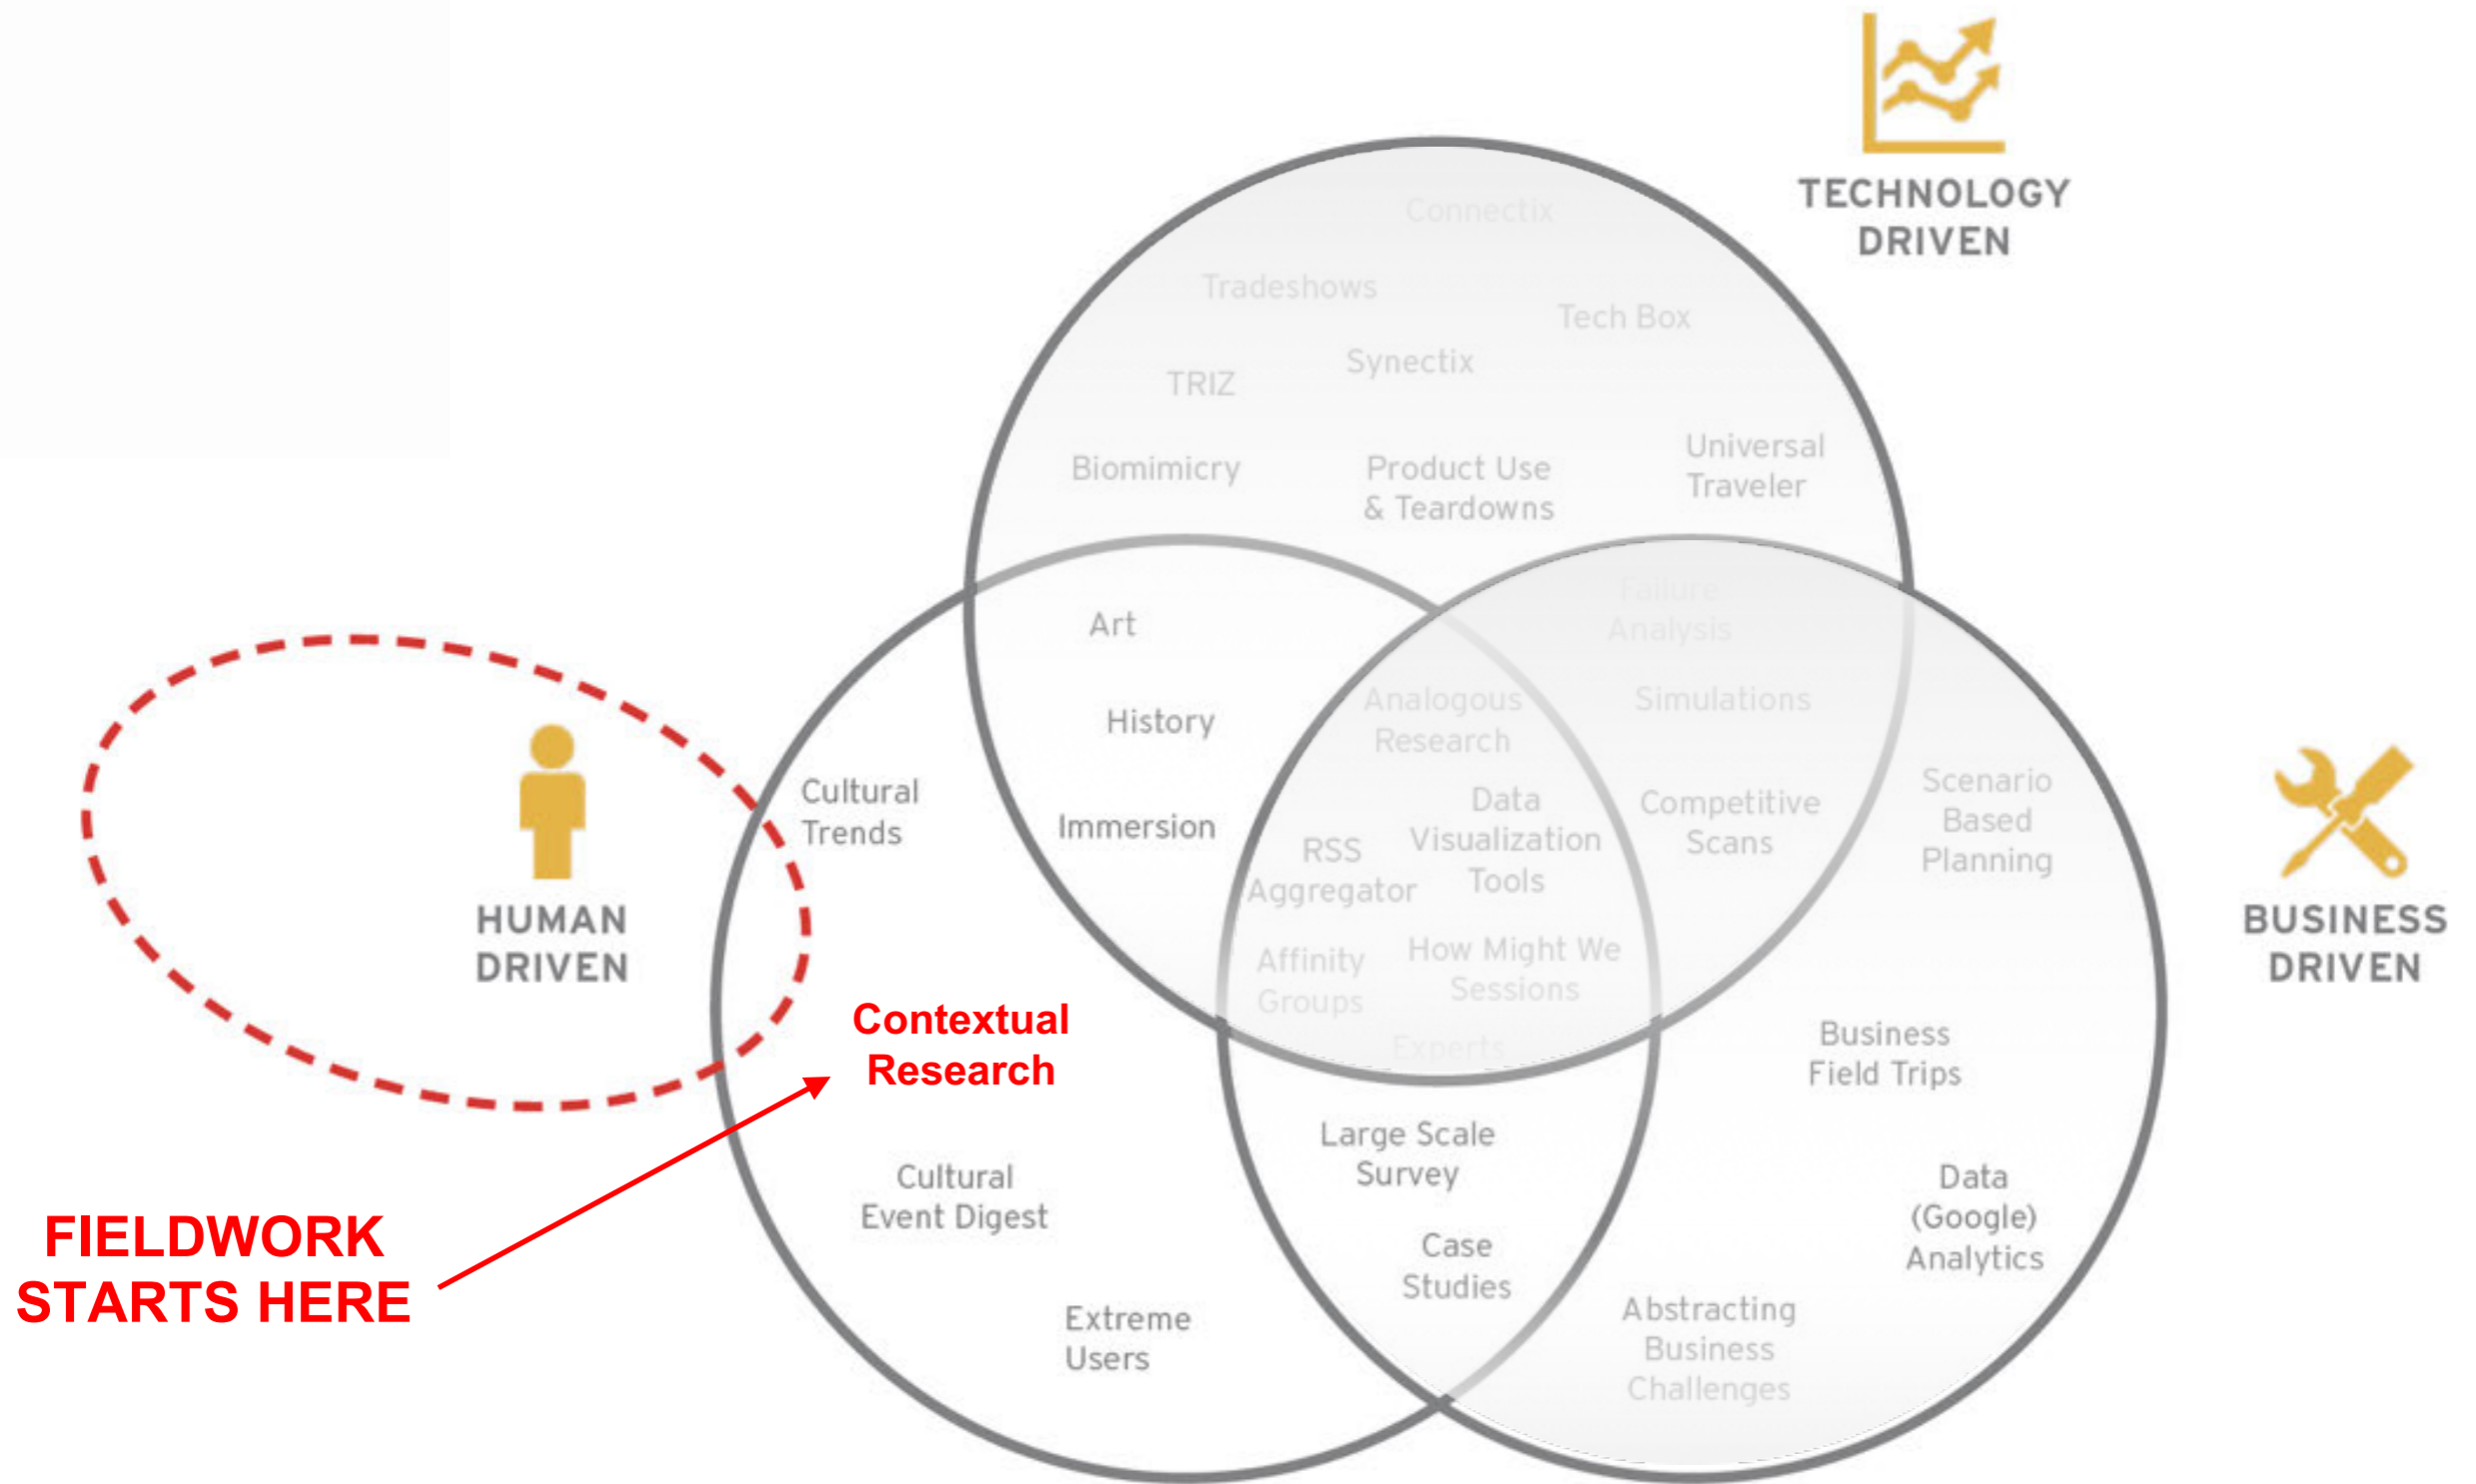 TECHNOLOGY
DRIVEN
Connectix
Tradeshows
Tech Box
Synectix
TRIZ
Universal
Traveler
Biomimicry
Product Use
& Teardowns
Failure
Analysis
Art
Analogous
Research
Simulations
History
Cultural
Trends
Immersion
Data
Visualization
Tools
Competitive
Scans
Scenario
Based
Planning
RSS
Aggregator
HUMAN
DRIVEN
BUSINESS
DRIVEN
Affinity
Groups
How Might We
Sessions
Contextual
Research
Experts
Business
Field Trips
Large Scale
Survey
Cultural
Event Digest
Data
(Google)
Analytics
FIELDWORK
STARTS HERE
Case
Studies
Extreme
Users
Abstracting
Business
Challenges